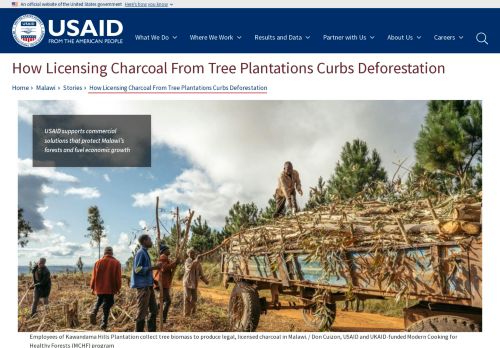 An official website of the United States government Here's how you know
USAID
FROM THE AMERICAN PEOPLE
What We Do Where We Work Results and Data Partner with Us About Us Careers
How Licensing Charcoal From Tree Plantations Curbs Deforestation
Home › Malawi › Stories › How Licensing Charcoal From Tree Plantations Curbs Deforestation
USAID supports commercial
solutions that protect Malawi's
forests and fuel economic growth
Employees of Kawandama Hills Plantation collect tree biomass to produce legal, licensed charcoal in Malawi / Don Cuizon, USAID and UKAID-funded Modern Cooking for
Healthy Forests (MCHF) program